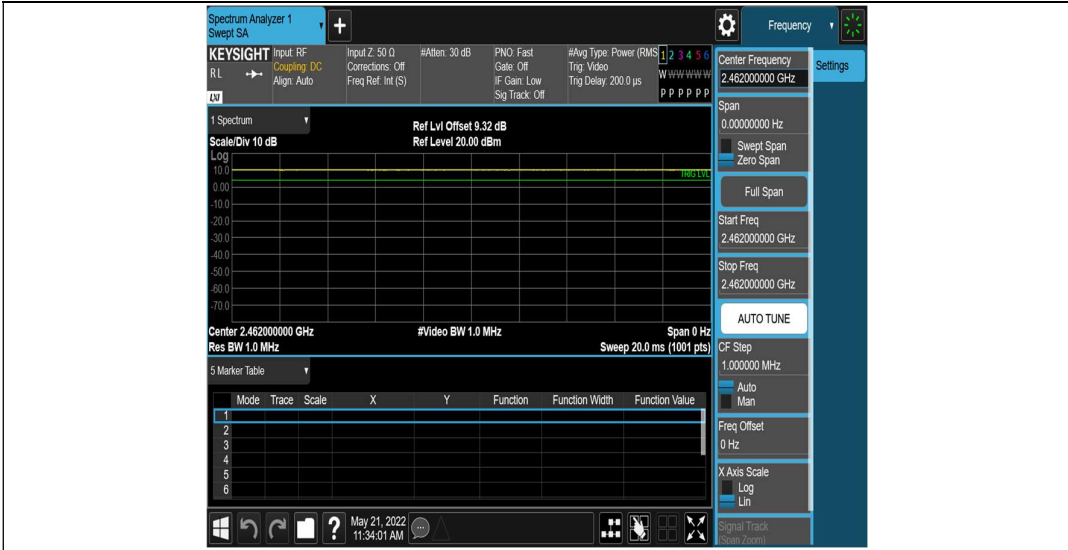 Spectrum Analyzer 1
Swept SA
+
Frequency
KEYSIGHT
RL
LXI
Input: RF
Coupling: DC
Align: Auto
Input Z: 50 Ω
Corrections: Off
Freq Ref: Int (S)
#Atten: 30 dB
PNO: Fast
Gate: Off
IF Gain: Low
Sig Track: Off
#Avg Type: Power (RMS
Trig: Video
Trig Delay: 200.0 µs
1 2 3 4 5 6
W W W W W W
P P P P P P
1 Spectrum
Scale/Div 10 dB
Ref Lvl Offset 9.32 dB
Ref Level 20.00 dBm
Log
10.0
TRIG LVL
0.00
-10.0
-20.0
-30.0
-40.0
-50.0
-60.0
-70.0
Center 2.462000000 GHz
#Video BW 1.0 MHz
Span 0 Hz
Res BW 1.0 MHz
Sweep 20.0 ms (1001 pts)
5 Marker Table
Mode Trace Scale X Y Function Function Width Function Value
1
2
3
4
5
6
?
May 21, 2022
11:34:01 AM
Center Frequency
2.462000000 GHz
Settings
Span
0.00000000 Hz
Swept Span
Zero Span
Full Span
Start Freq
2.462000000 GHz
Stop Freq
2.462000000 GHz
AUTO TUNE
CF Step
1.000000 MHz
Auto
Man
Freq Offset
0 Hz
X Axis Scale
Log
Lin
Signal Track
(Span Zoom)